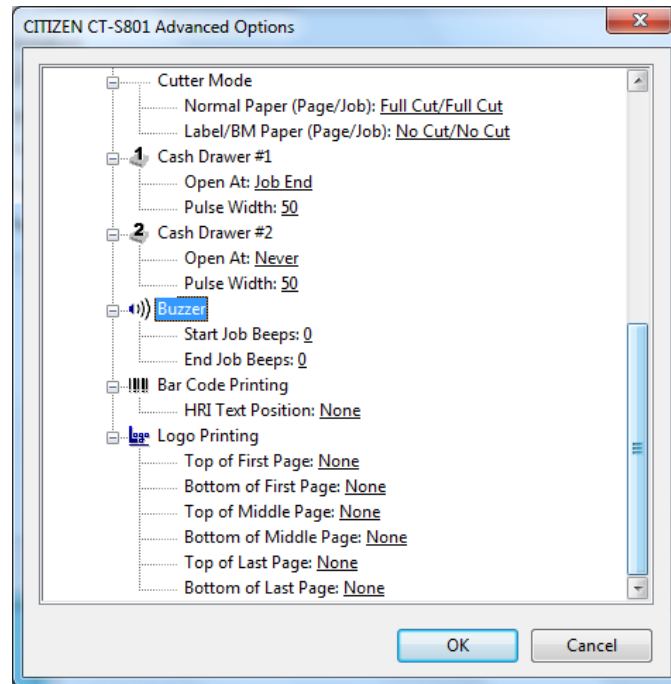 CITIZEN CT-S801 Advanced Options
Cutter Mode
Normal Paper (Page/Job): Full Cut/Full Cut
Label/BM Paper (Page/Job): No Cut/No Cut
1 Cash Drawer #1
Open At: Job End
Pulse Width: 50
2 Cash Drawer #2
Open At: Never
Pulse Width: 50
Buzzer
Start Job Beeps: 0
End Job Beeps: 0
Bar Code Printing
HRI Text Position: None
Logo Printing
Top of First Page: None
Bottom of First Page: None
Top of Middle Page: None
Bottom of Middle Page: None
Top of Last Page: None
Bottom of Last Page: None
OK Cancel